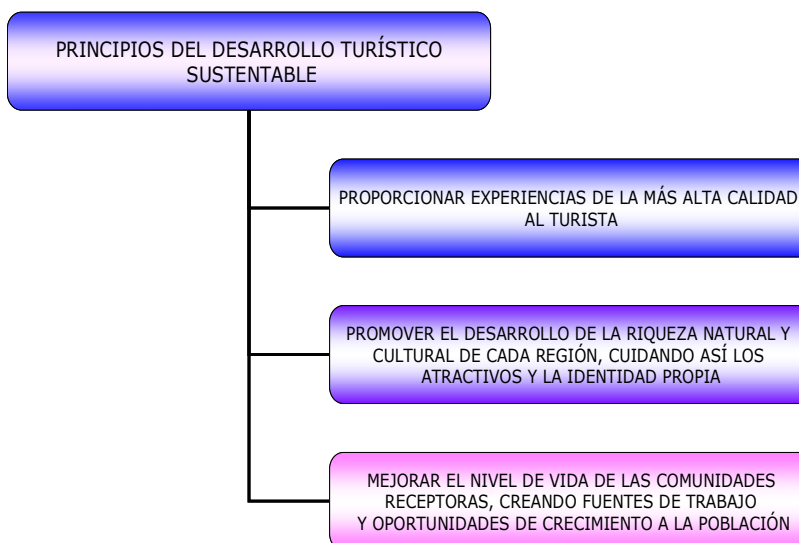 PRINCIPIOS DEL DESARROLLO TURÍSTICO
SUSTENTABLE
PROPORCIONAR EXPERIENCIAS DE LA MÁS ALTA CALIDAD
AL TURISTA
PROMOVER EL DESARROLLO DE LA RIQUEZA NATURAL Y
CULTURAL DE CADA REGIÓN, CUIDANDO ASÍ LOS
ATRACTIVOS Y LA IDENTIDAD PROPIA
MEJORAR EL NIVEL DE VIDA DE LAS COMUNIDADES
RECEPTORAS, CREANDO FUENTES DE TRABAJO
Y OPORTUNIDADES DE CRECIMIENTO A LA POBLACIÓN